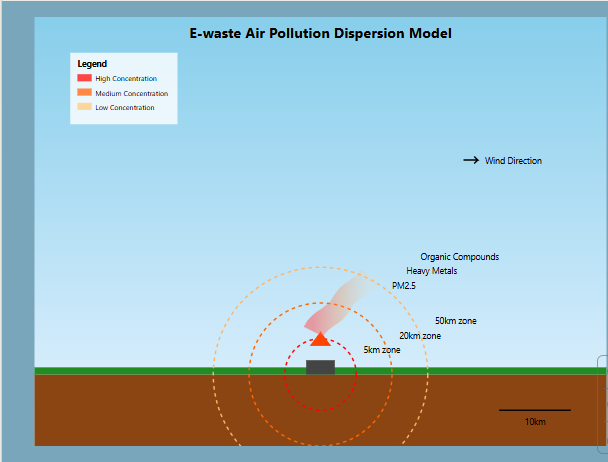 E-waste Air Pollution Dispersion Model
Legend
High Concentration
Medium Concentration
Low Concentration
Wind Direction
Organic Compounds
Heavy Metals
PM2.5
50km zone
20km zone
5km zone
10km